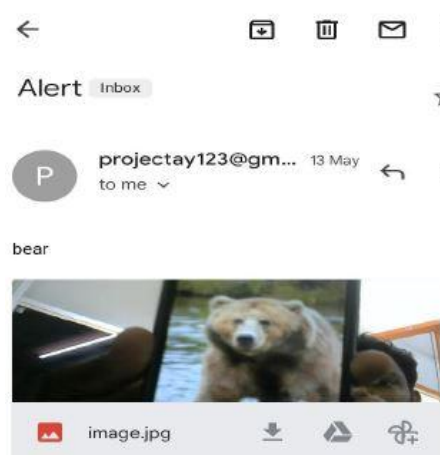 Alert Inbox
P
projectay123@gm... 13 May
to me
bear
image.jpg